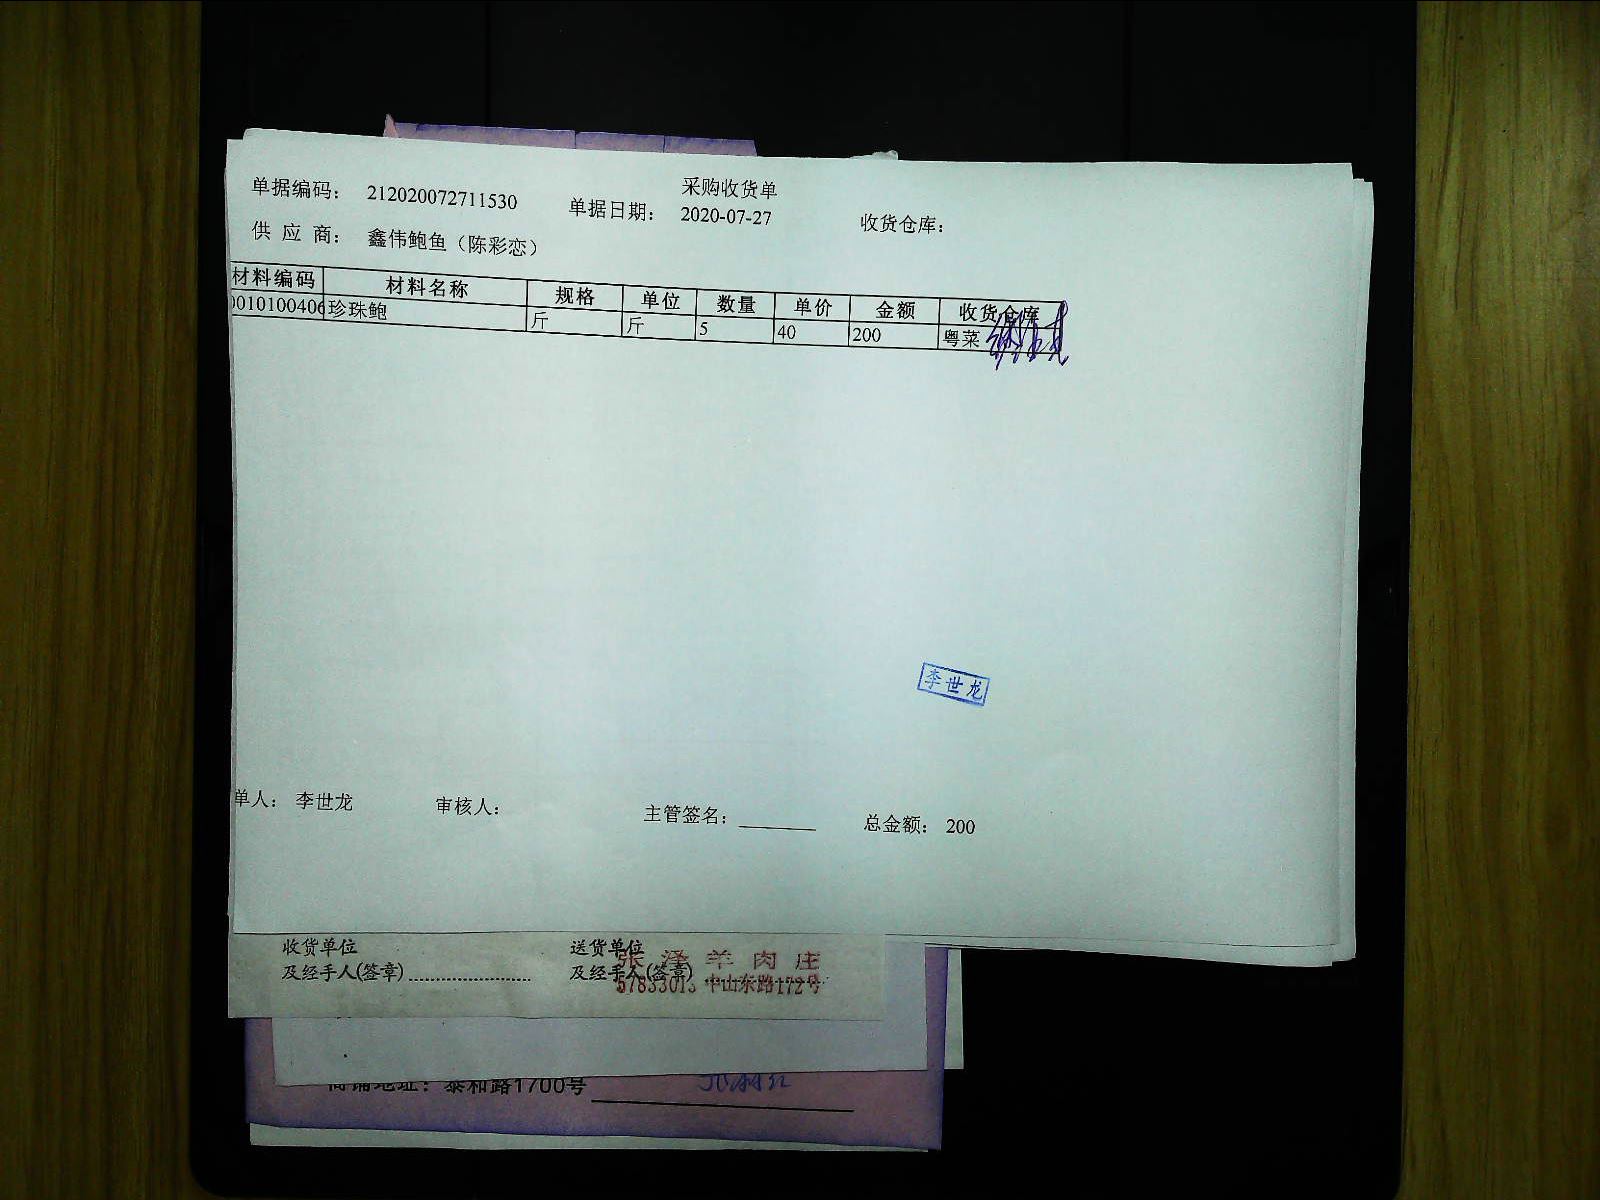 采购收货单
单据编码： 212020072711530 单据日期： 2020-07-27 收货仓库：
供 应 商： 鑫伟鲍鱼（陈彩恋）
材料编码 材料名称 规格 单位 数量 单价 金额 收货仓库
0010100406 珍珠鲍 斤 斤 5 40 200 粤菜
李世龙
单人： 李世龙 审核人： 主管签名： 总金额： 200
收货单位 送货单位
及经手人(签章) 及经手人(签章)
张泽羊肉庄
57833013 中山东路172号
商铺地址：泰和路1700号